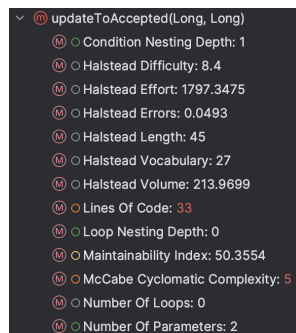 updateToAccepted(Long, Long)
Condition Nesting Depth: 1
Halstead Difficulty: 8.4
Halstead Effort: 1797.3475
Halstead Errors: 0.0493
Halstead Length: 45
Halstead Vocabulary: 27
Halstead Volume: 213.9699
Lines Of Code: 33
Loop Nesting Depth: 0
Maintainability Index: 50.3554
McCabe Cyclomatic Complexity: 5
Number Of Loops: 0
Number Of Parameters: 2